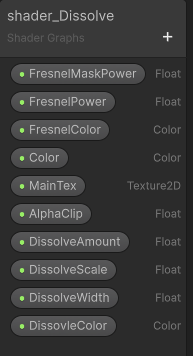 shader_Dissolve
Shader Graphs
+
FresnelMaskPower Float
FresnelPower Float
FresnelColor Color
Color Color
MainTex Texture2D
AlphaClip Float
DissolveAmount Float
DissolveScale Float
DissolveWidth Float
DissovleColor Color